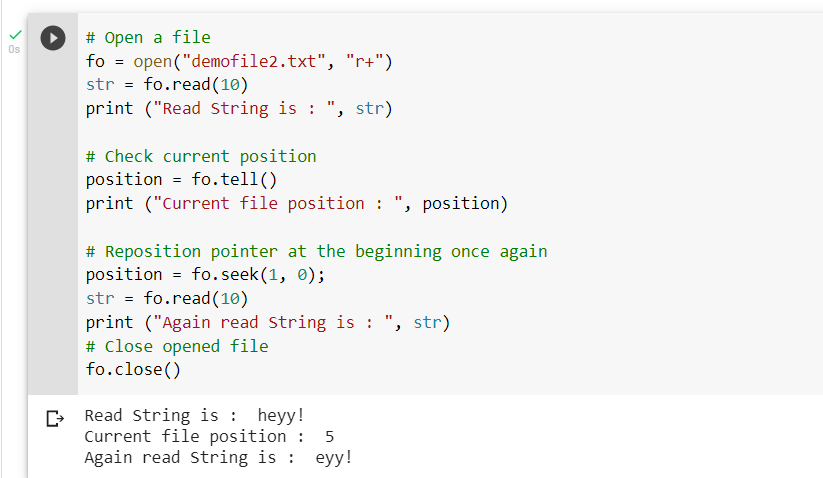 0s
# Open a file
fo = open("demofile2.txt", "r+")
str = fo.read(10)
print ("Read String is : ", str)
# Check current position
position = fo.tell()
print ("Current file position : ", position)
# Reposition pointer at the beginning once again
position = fo.seek(1, 0);
str = fo.read(10)
print ("Again read String is : ", str)
# Close opened file
fo.close()
Read String is :  heyy!
Current file position :  5
Again read String is :  eyy!